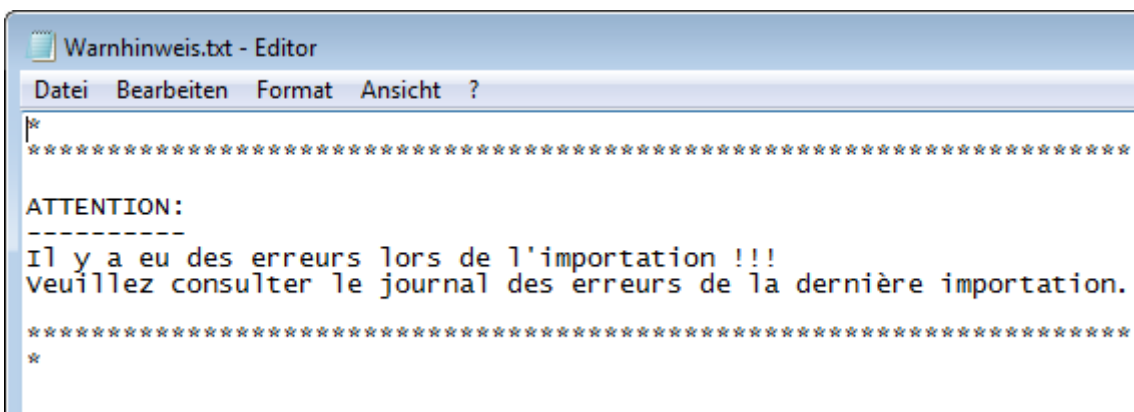 Warnhinweis.txt - Editor
Datei Bearbeiten Format Ansicht ?
*
*********************************************************************
ATTENTION:
----------
Il y a eu des erreurs lors de l'importation !!!
Veuillez consulter le journal des erreurs de la dernière importation.
*********************************************************************
*